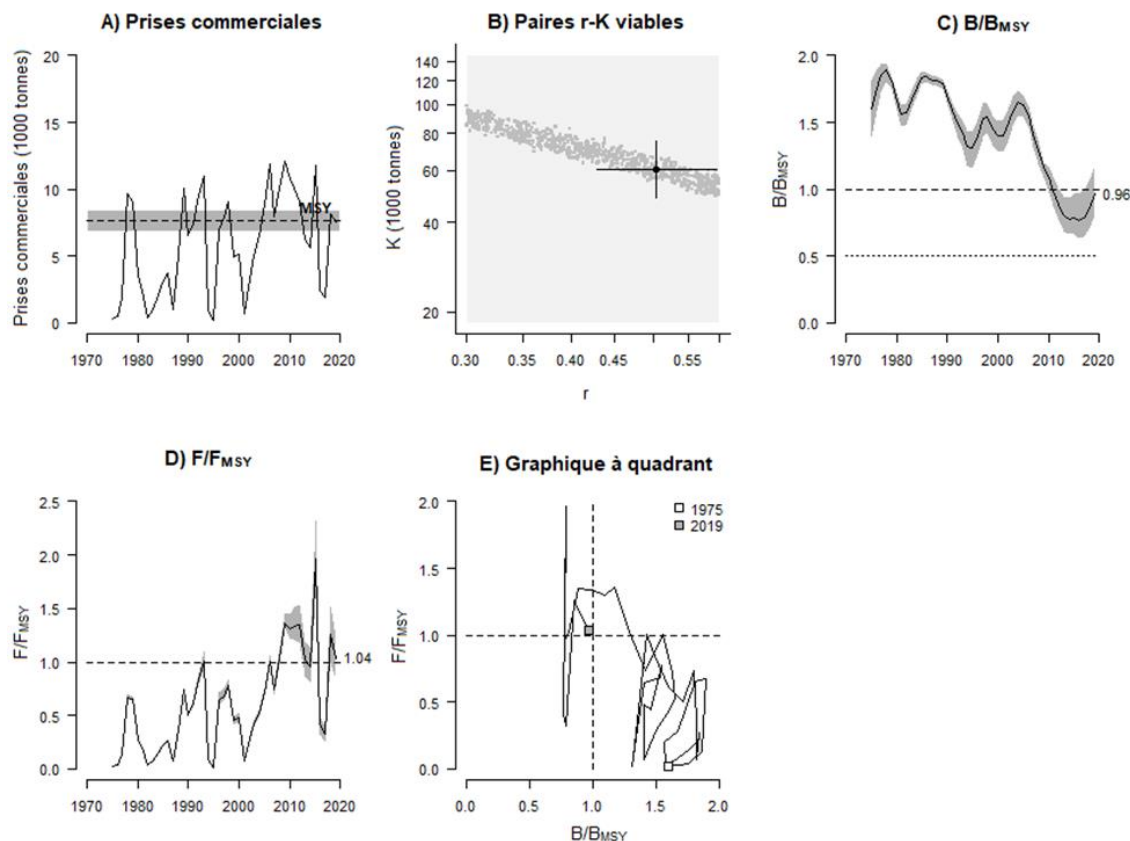 A) Prises commerciales
Prises commerciales (1000 tonnes)
20
15
10
5
0
MSY
1970 1980 1990 2000 2010 2020
B) Paires r-K viables
K (1000 tonnes)
140
120
100
80
60
40
20
0.30 0.35 0.40 0.45 0.55
r
C) B/BMSY
B/BMSY
2.0
1.5
1.0
0.5
0.0
0.96
1970 1980 1990 2000 2010 2020
D) F/FMSY
F/FMSY
2.5
2.0
1.5
1.0
0.5
0.0
1.04
1970 1980 1990 2000 2010 2020
E) Graphique à quadrant
F/FMSY
2.0
1.5
1.0
0.5
0.0
1975
2019
0.0 0.5 1.0 1.5 2.0
B/BMSY